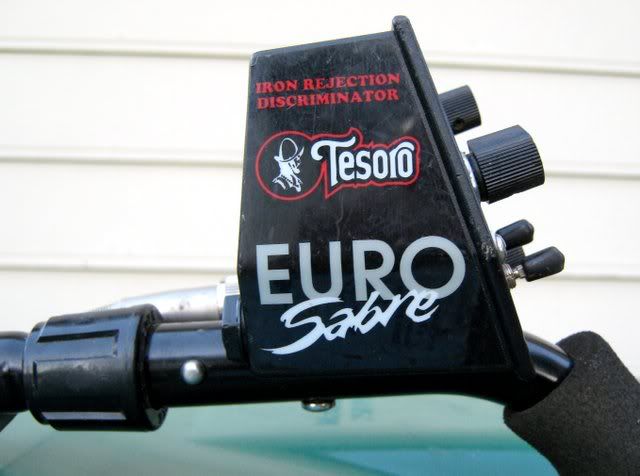 IRON REJECTION
DISCRIMINATOR
Tesoro
EURO
Sabre